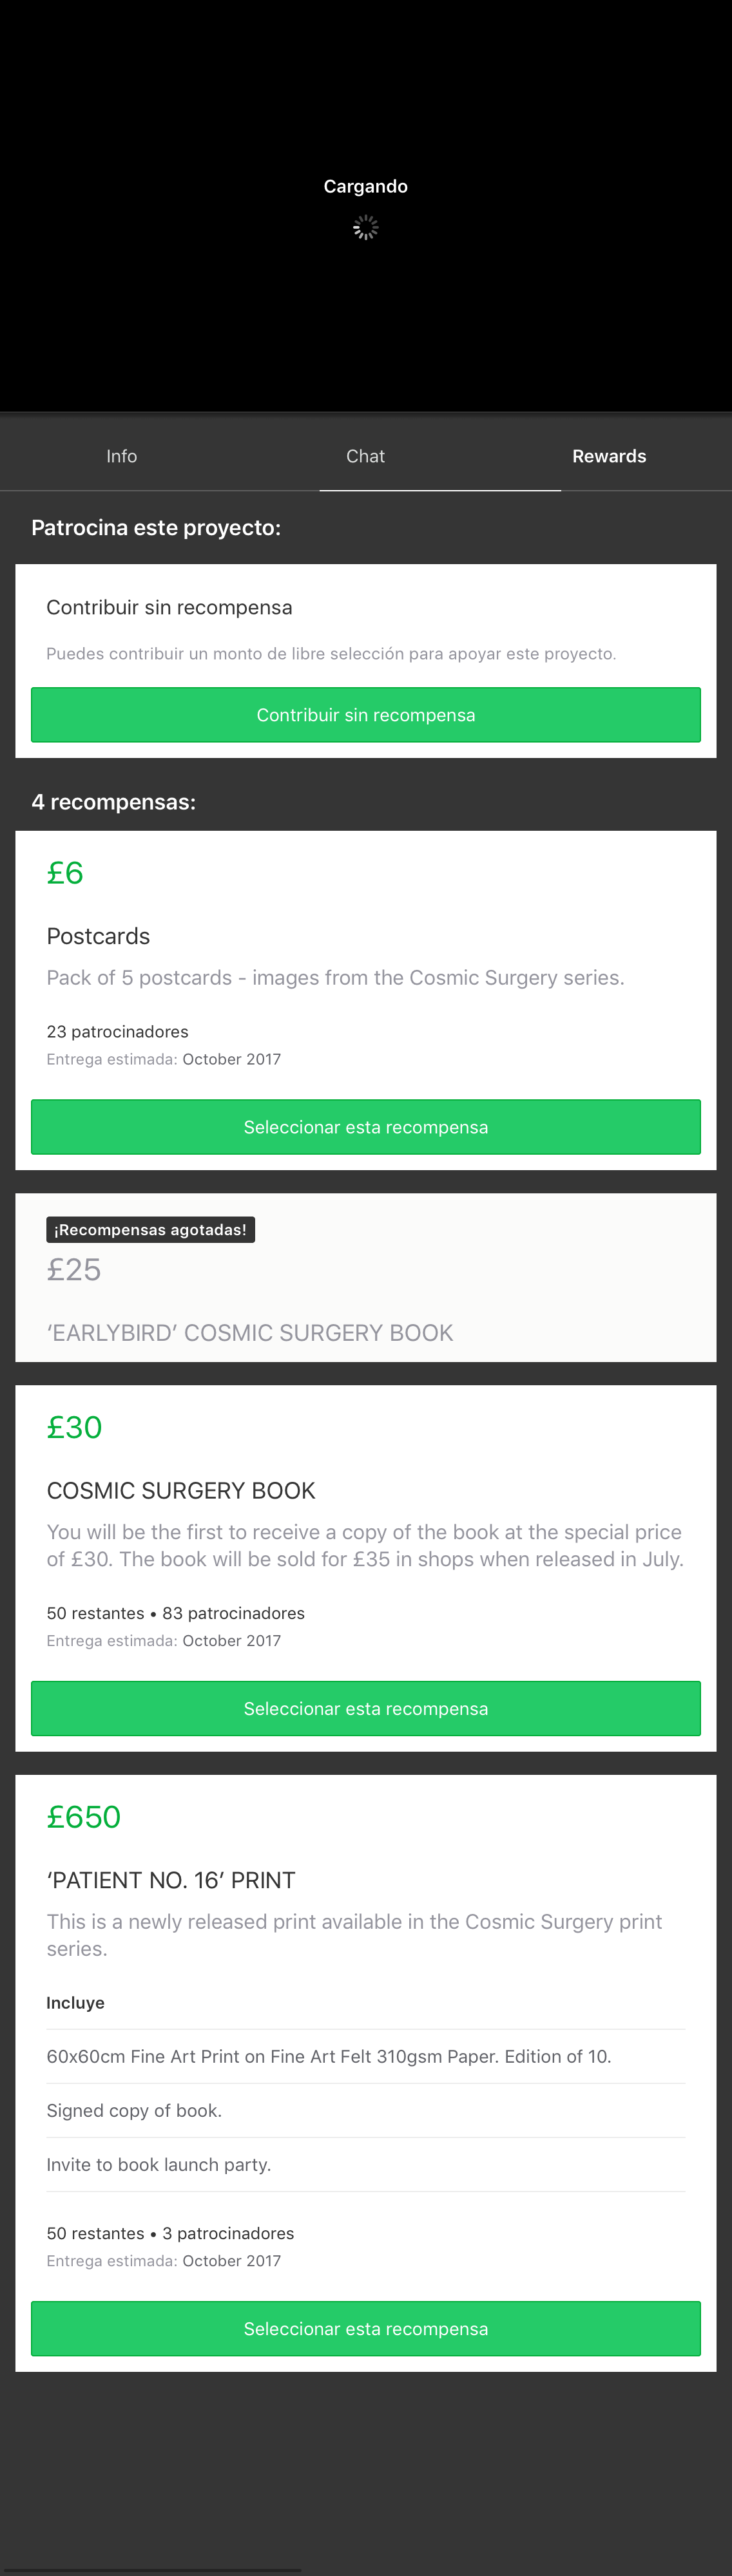 Cargando
Info
Chat
Rewards
Patrocina este proyecto:
Contribuir sin recompensa
Puedes contribuir un monto de libre selección para apoyar este proyecto.
Contribuir sin recompensa
4 recompensas:
£6
Postcards
Pack of 5 postcards - images from the Cosmic Surgery series.
23 patrocinadores
Entrega estimada: October 2017
Seleccionar esta recompensa
¡Recompensas agotadas!
£25
‘EARLYBIRD’ COSMIC SURGERY BOOK
£30
COSMIC SURGERY BOOK
You will be the first to receive a copy of the book at the special price
of £30. The book will be sold for £35 in shops when released in July.
50 restantes • 83 patrocinadores
Entrega estimada: October 2017
Seleccionar esta recompensa
£650
‘PATIENT NO. 16’ PRINT
This is a newly released print available in the Cosmic Surgery print
series.
Incluye
60x60cm Fine Art Print on Fine Art Felt 310gsm Paper. Edition of 10.
Signed copy of book.
Invite to book launch party.
50 restantes • 3 patrocinadores
Entrega estimada: October 2017
Seleccionar esta recompensa